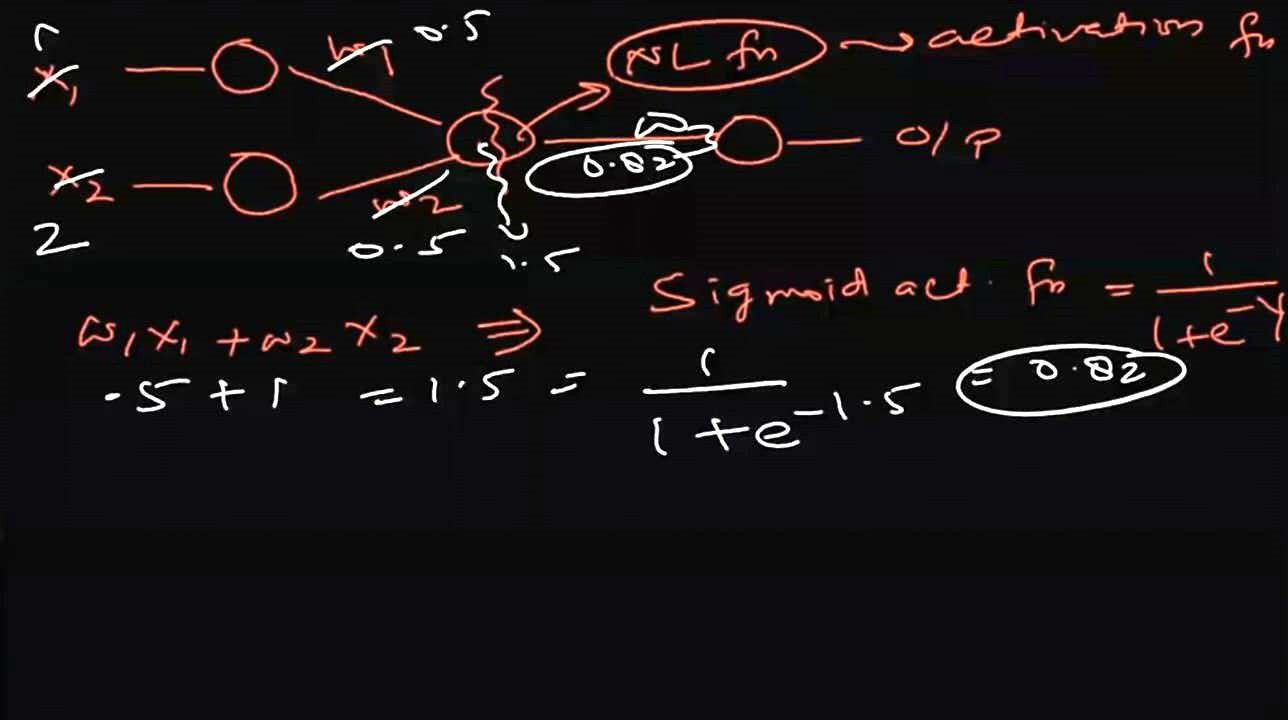 1 0.5
x1 w1 NL fn → activation fn
w
0.82 O/P
x2 w2
2 0.5 1.5
Sigmoid act. fn = 1 / 1+e^-y
w1x1 + w2x2 ⇒
.5 + 1 = 1.5 = 1 / 1+e^-1.5 = 0.82